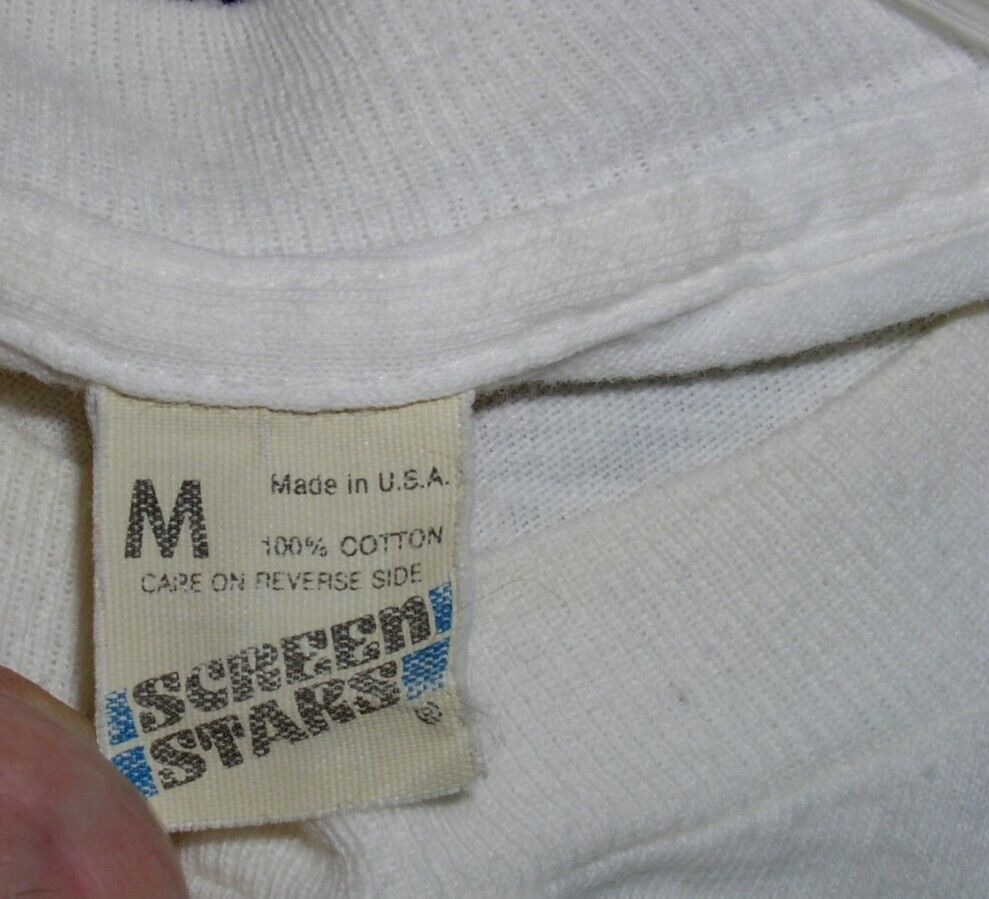 M
Made in U.S.A.
100% COTTON
CARE ON REVERSE SIDE
SCREEN
STARS
®